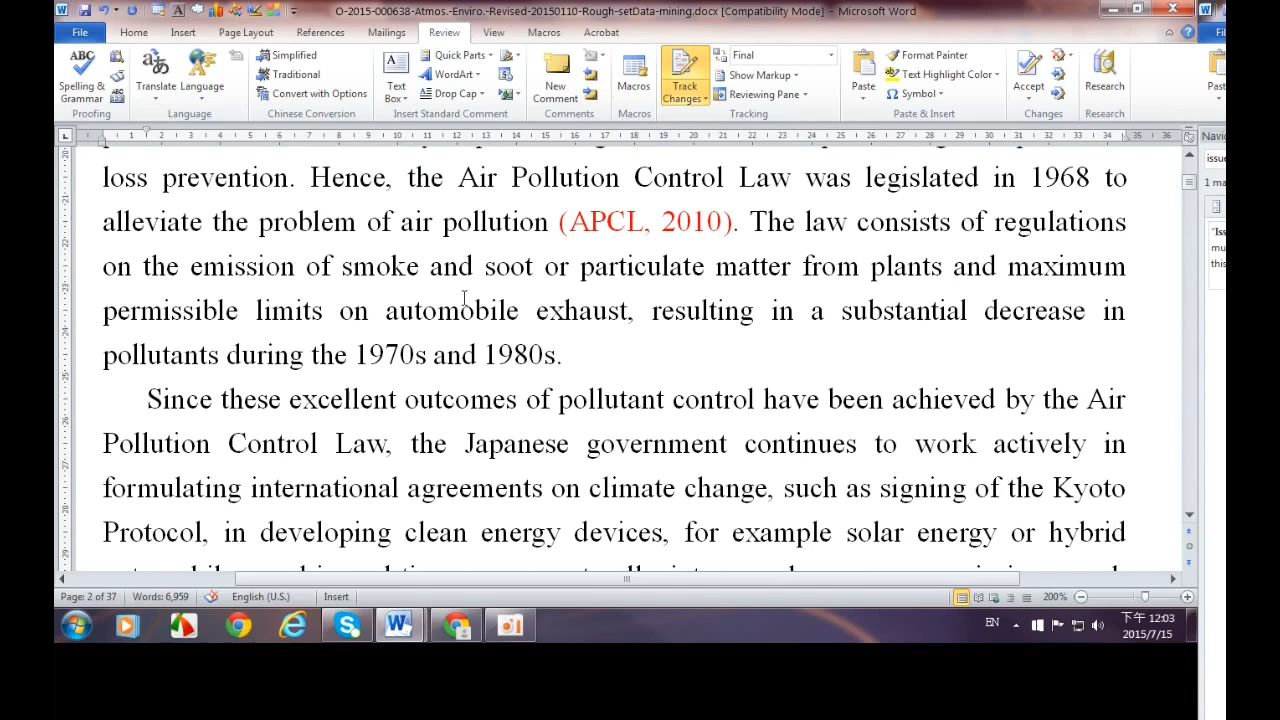 O-2015-000638-Atmos.-Enviro.-Revised-20150110-Rough-setData-mining.docx [Compatibility Mode] - Microsoft Word
File Home Insert Page Layout References Mailings Review View Macros Acrobat
Spelling & Grammar
Translate Language
Simplified
Traditional
Convert with Options
Text Box
Quick Parts
WordArt
Drop Cap
New Comment
Macros
Track Changes
Final
Show Markup
Reviewing Pane
Paste
Format Painter
Text Highlight Color
Symbol
Accept
Research
Proofing Language Chinese Conversion Insert Standard Comment Comments Macros Tracking Paste & Insert Changes Research
loss prevention. Hence, the Air Pollution Control Law was legislated in 1968 to
alleviate the problem of air pollution (APCL, 2010). The law consists of regulations
on the emission of smoke and soot or particulate matter from plants and maximum
permissible limits on automobile exhaust, resulting in a substantial decrease in
pollutants during the 1970s and 1980s.
Since these excellent outcomes of pollutant control have been achieved by the Air
Pollution Control Law, the Japanese government continues to work actively in
formulating international agreements on climate change, such as signing of the Kyoto
Protocol, in developing clean energy devices, for example solar energy or hybrid
Page: 2 of 37 Words: 6,959 English (U.S.) Insert 200%
EN
下午 12:03
2015/7/15